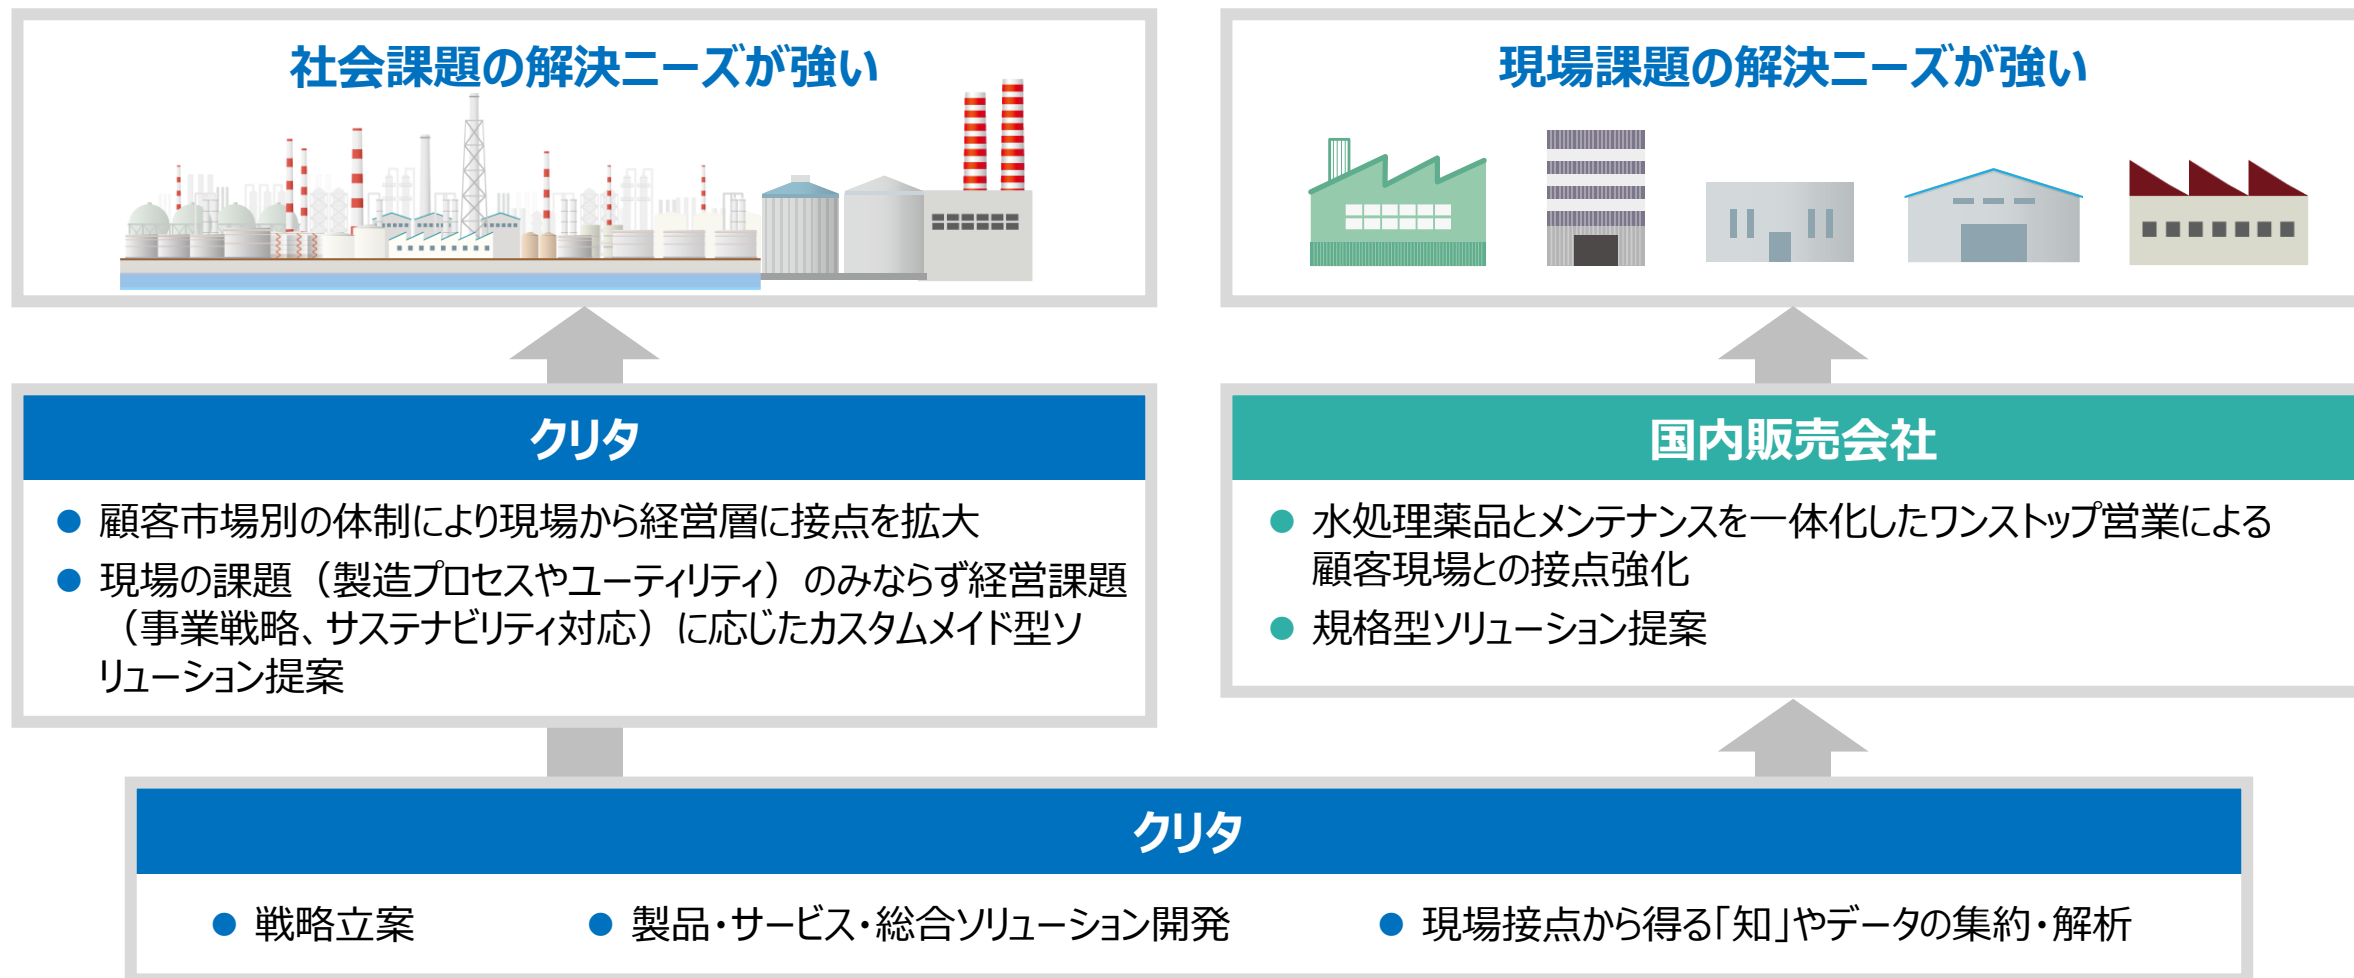 社会課題の解決ニーズが強い
現場課題の解決ニーズが強い
クリタ
● 顧客市場別の体制により現場から経営層に接点を拡大
● 現場の課題（製造プロセスやユーティリティ）のみならず経営課題
（事業戦略、サステナビリティ対応）に応じたカスタムメイド型ソ
リューション提案
国内販売会社
● 水処理薬品とメンテナンスを一体化したワンストップ営業による
顧客現場との接点強化
● 規格型ソリューション提案
クリタ
● 戦略立案
● 製品・サービス・総合ソリューション開発
● 現場接点から得る「知」やデータの集約・解析